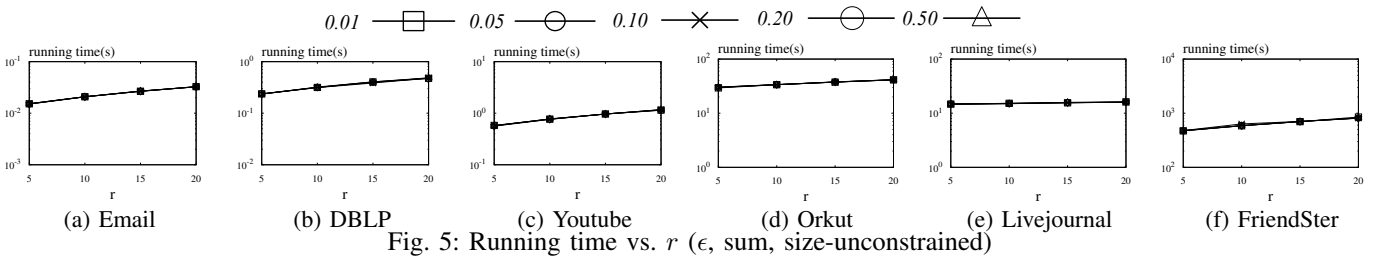 0.01 0.05 0.10 0.20 0.50
running time(s) running time(s) running time(s) running time(s) running time(s) running time(s)
10^-1 10^0 10^1 10^2 10^2 10^4
10^-2 10^-1 10^0 10^1 10^1 10^3
10^-3 10^-2 10^-1 10^0 10^0 10^2
5 10 15 20 5 10 15 20 5 10 15 20 5 10 15 20 5 10 15 20 5 10 15 20
r r r r r r
(a) Email (b) DBLP (c) Youtube (d) Orkut (e) Livejournal (f) FriendSter
Fig. 5: Running time vs. r (ϵ, sum, size-unconstrained)